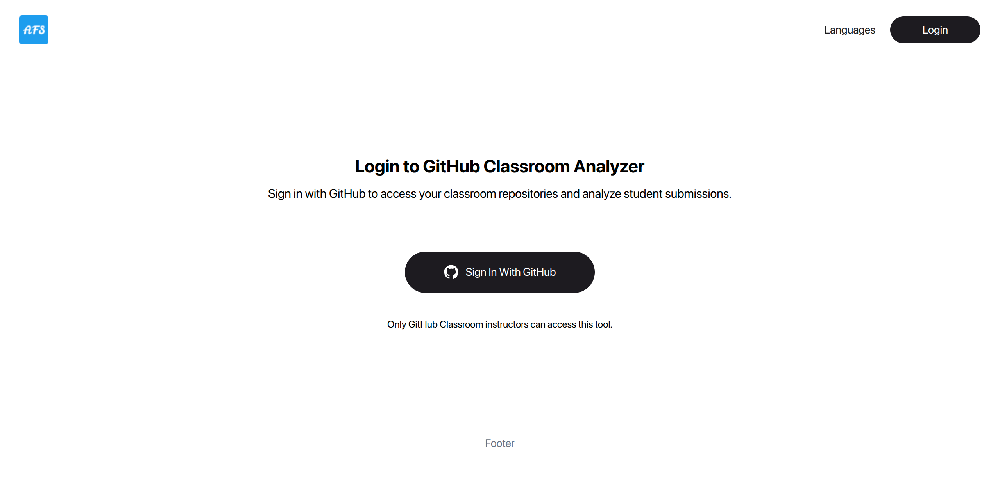 AFS
Languages
Login
Login to GitHub Classroom Analyzer
Sign in with GitHub to access your classroom repositories and analyze student submissions.
Sign In With GitHub
Only GitHub Classroom instructors can access this tool.
Footer